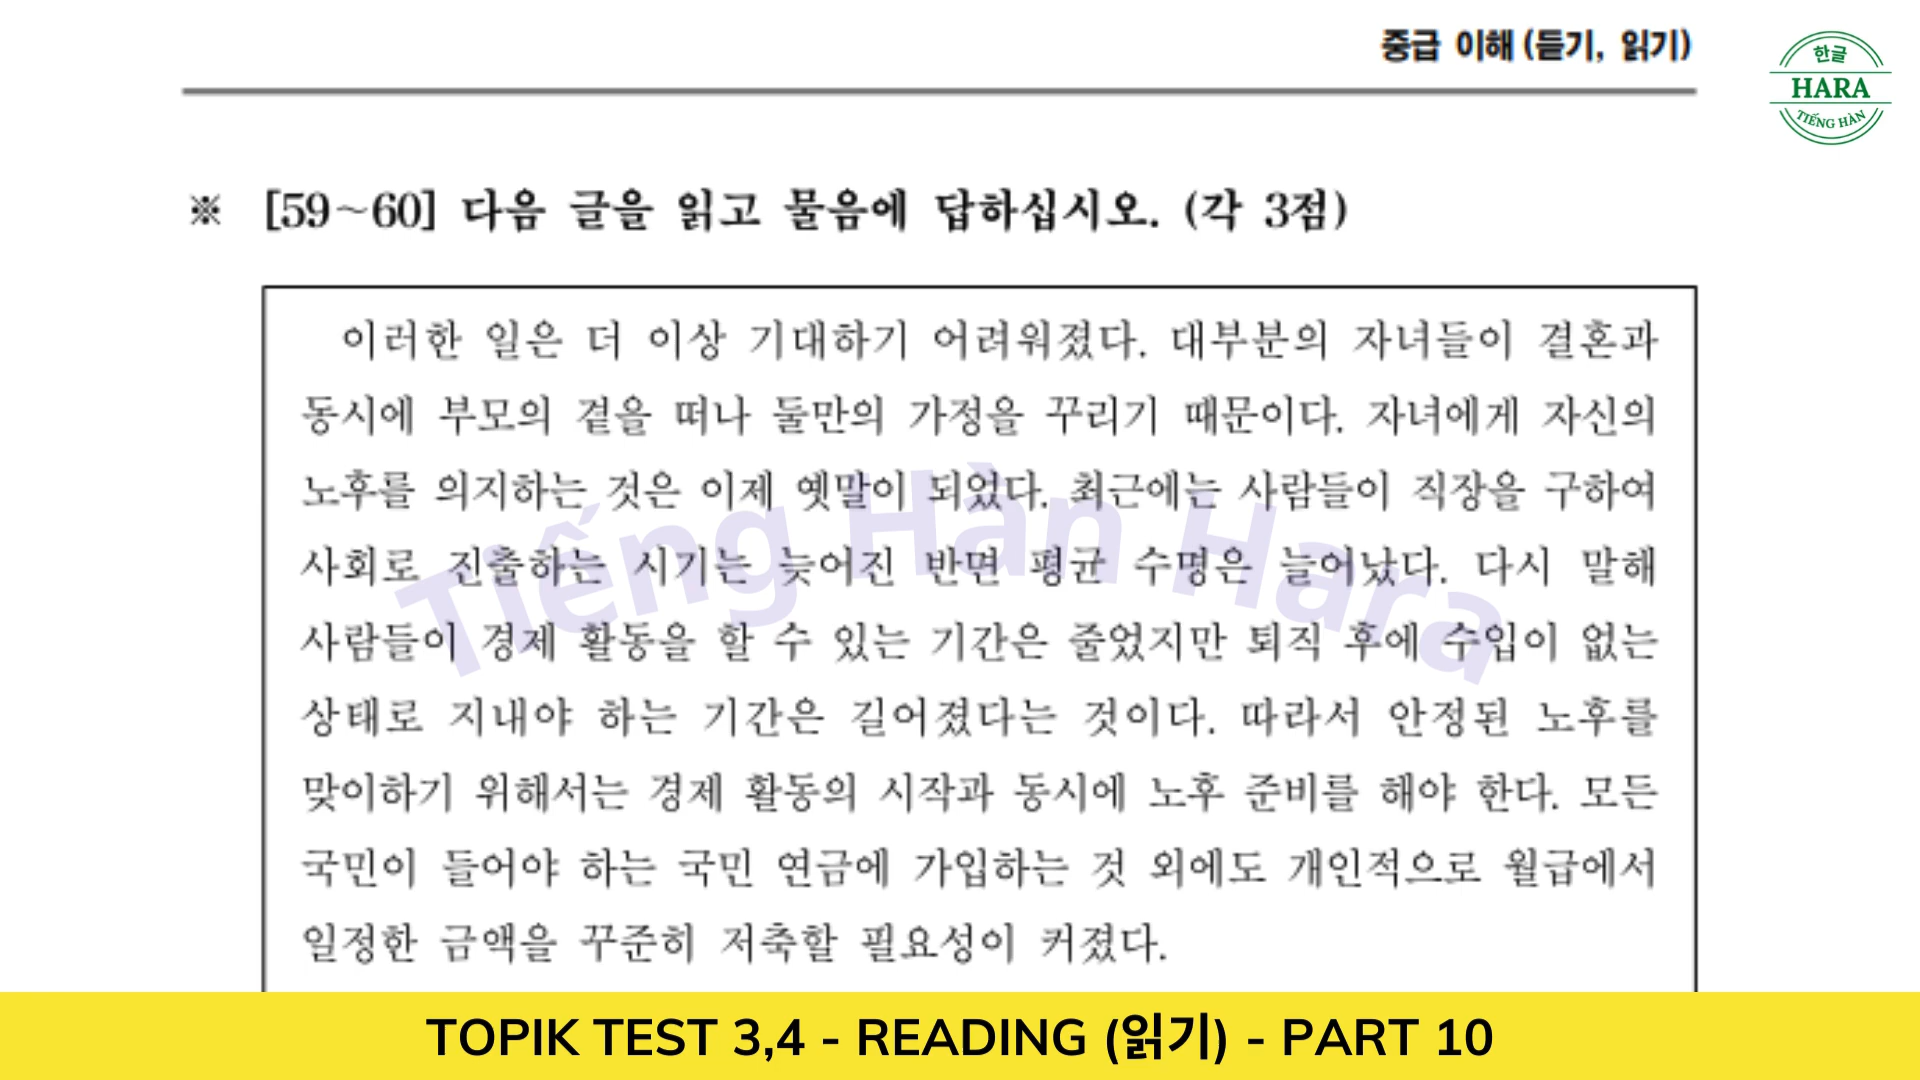 중급 이해 (듣기, 읽기)
한글
HARA
TIẾNG HÀN
※ [59~60] 다음 글을 읽고 물음에 답하십시오. (각 3점)
이러한 일은 더 이상 기대하기 어려워졌다. 대부분의 자녀들이 결혼과
동시에 부모의 곁을 떠나 둘만의 가정을 꾸리기 때문이다. 자녀에게 자신의
노후를 의지하는 것은 이제 옛말이 되었다. 최근에는 사람들이 직장을 구하여
사회로 진출하는 시기는 늦어진 반면 평균 수명은 늘어났다. 다시 말해
사람들이 경제 활동을 할 수 있는 기간은 줄었지만 퇴직 후에 수입이 없는
상태로 지내야 하는 기간은 길어졌다는 것이다. 따라서 안정된 노후를
맞이하기 위해서는 경제 활동의 시작과 동시에 노후 준비를 해야 한다. 모든
국민이 들어야 하는 국민 연금에 가입하는 것 외에도 개인적으로 월급에서
일정한 금액을 꾸준히 저축할 필요성이 커졌다.
Tiếng Hàn Hara
TOPIK TEST 3,4 - READING (읽기) - PART 10